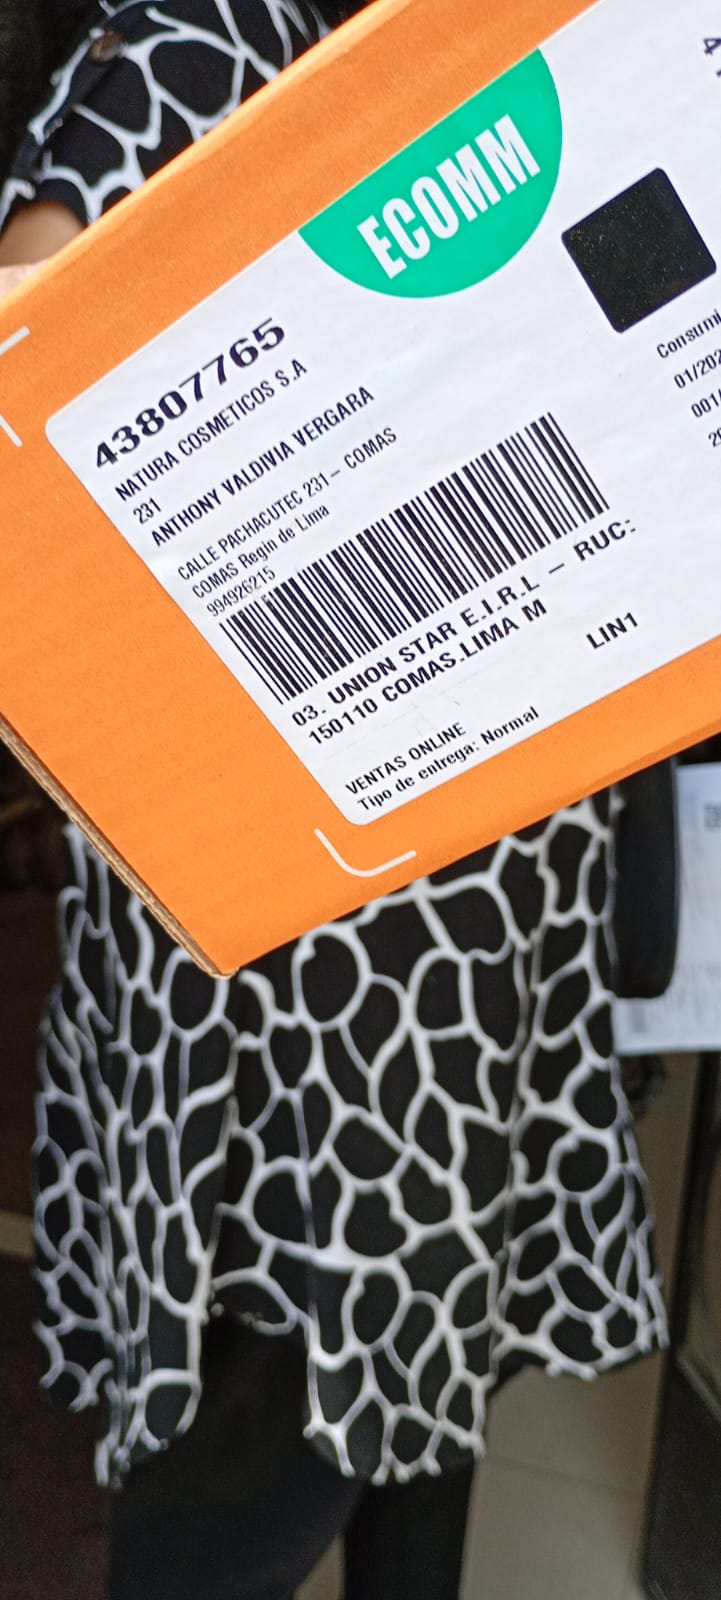 ECOMM
43807765
NATURA COSMETICOS S.A
231
ANTHONY VALDIVIA VERGARA
CALLE PACHACUTEC 231 - COMAS
COMAS Regin de Lima
994926215
03. UNION STAR E.I.R.L - RUC:
150110 COMAS.LIMA M
LIN1
VENTAS ONLINE
Tipo de entrega: Normal